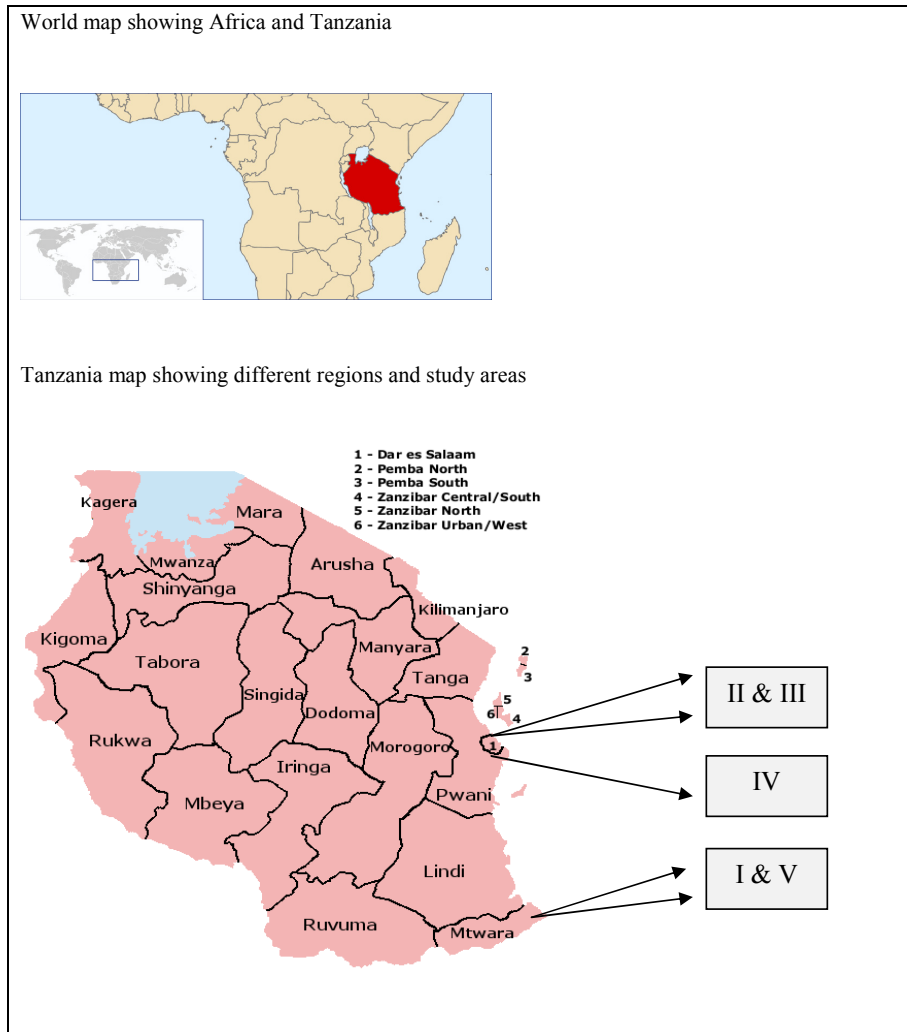 World map showing Africa and Tanzania
Tanzania map showing different regions and study areas
1 - Dar es Salaam
2 - Pemba North
3 - Pemba South
4 - Zanzibar Central/South
5 - Zanzibar North
6 - Zanzibar Urban/West
Kagera
Mara
Mwanza
Arusha
Shinyanga
Kilimanjaro
Kigoma
Manyara
2
Tabora
Tanga
3
Singida
5
II & III
Dodoma
6
4
Rukwa
Morogoro
1
Iringa
IV
Mbeya
Pwani
Lindi
I & V
Ruvuma
Mtwara